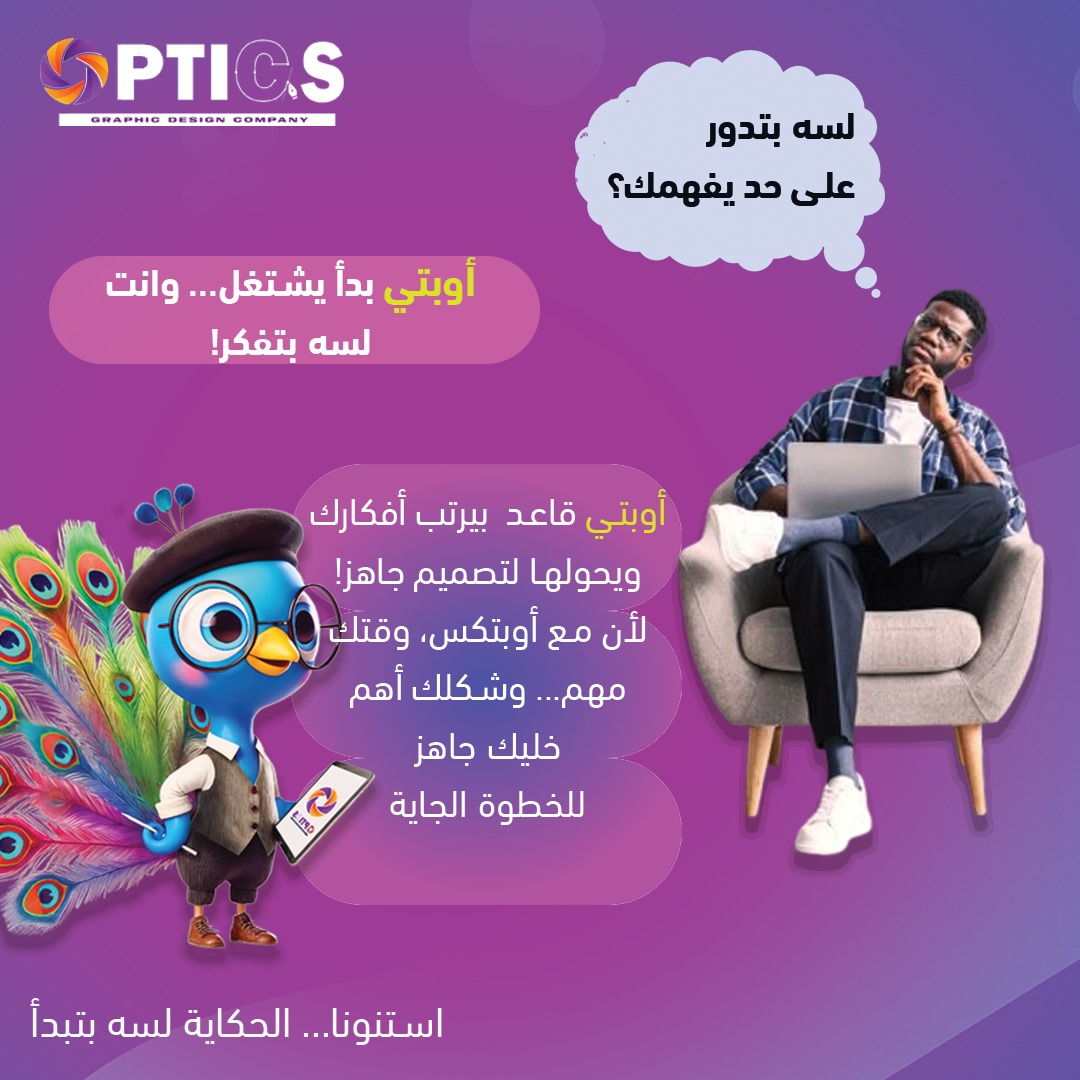 OPTICS
GRAPHIC DESIGN COMPANY
لسه بتدور
على حد يفهمك؟
أوبتي بدأ يشتغل... وانت
لسه بتفكر!
أوبتي قاعد بيرتب أفكارك
ويحولها لتصميم جاهز!
لأن مع أوبتكس، وقتك
مهم... وشكلك أهم
خليك جاهز
للخطوة الجاية
استنونا... الحكاية لسه بتبدأ